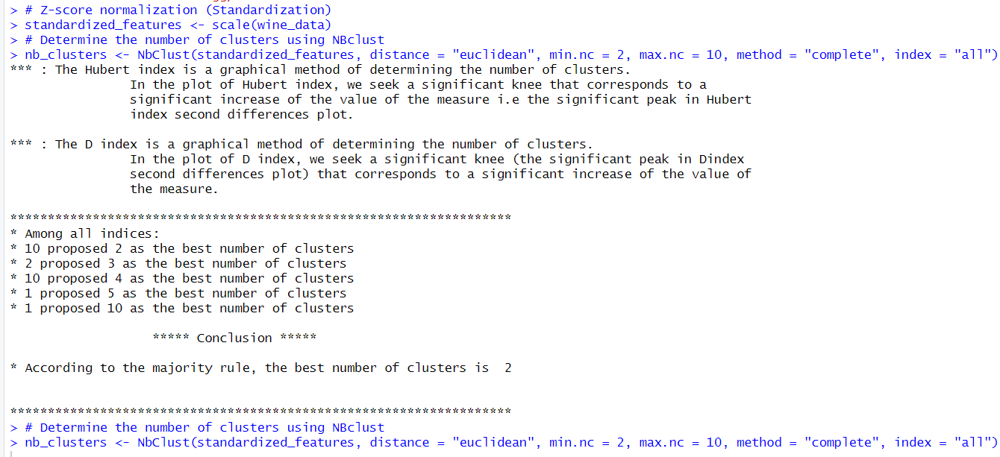 > # Z-score normalization (Standardization)
> standardized_features <- scale(wine_data)
> # Determine the number of clusters using NBclust
> nb_clusters <- NbClust(standardized_features, distance = "euclidean", min.nc = 2, max.nc = 10, method = "complete", index = "all")
*** : The Hubert index is a graphical method of determining the number of clusters.
In the plot of Hubert index, we seek a significant knee that corresponds to a
significant increase of the value of the measure i.e the significant peak in Hubert
index second differences plot.
*** : The D index is a graphical method of determining the number of clusters.
In the plot of D index, we seek a significant knee (the significant peak in Dindex
second differences plot) that corresponds to a significant increase of the value of
the measure.
*******************************************************************
* Among all indices:
* 10 proposed 2 as the best number of clusters
* 2 proposed 3 as the best number of clusters
* 10 proposed 4 as the best number of clusters
* 1 proposed 5 as the best number of clusters
* 1 proposed 10 as the best number of clusters
***** Conclusion *****
* According to the majority rule, the best number of clusters is 2
*******************************************************************
> # Determine the number of clusters using NBclust
> nb_clusters <- NbClust(standardized_features, distance = "euclidean", min.nc = 2, max.nc = 10, method = "complete", index = "all")